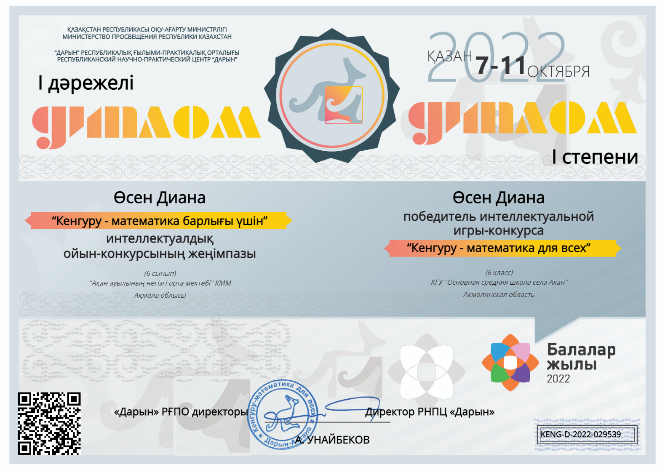 ҚАЗАҚСТАН РЕСПУБЛИКАСЫ ОҚУ-АҒАРТУ МИНИСТРЛІГІ
МИНИСТЕРСТВО ПРОСВЕЩЕНИЯ РЕСПУБЛИКИ КАЗАХСТАН
"ДАРЫН" РЕСПУБЛИКАЛЫҚ ҒЫЛЫМИ-ПРАКТИКАЛЫҚ ОРТАЛЫҒЫ
РЕСПУБЛИКАНСКИЙ НАУЧНО-ПРАКТИЧЕСКИЙ ЦЕНТР "ДАРЫН"
І дәрежелі
ДИПЛОМ
2022
ҚАЗАН 7-11 ОКТЯБРЯ
ДИПЛОМ
І степени
Өсен Диана
"Кенгуру - математика барлығы үшін"
интеллектуалдық
ойын-конкурсының жеңімпазы
(6 сынып)
"Ақан ауылының негізгі орта мектебі" КММ
Ақмола облысы
Өсен Диана
победитель интеллектуальной
игры-конкурса
"Кенгуру - математика для всех"
(6 класс)
КГУ "Основная средняя школа села Акан"
Акмолинская область
Балалар
жылы
2022
«Дарын» РҒПО директоры
Кенгуру-математика для всех
Директор РНПЦ «Дарын»
А. УНАЙБЕКОВ
KENG-D-2022-029539